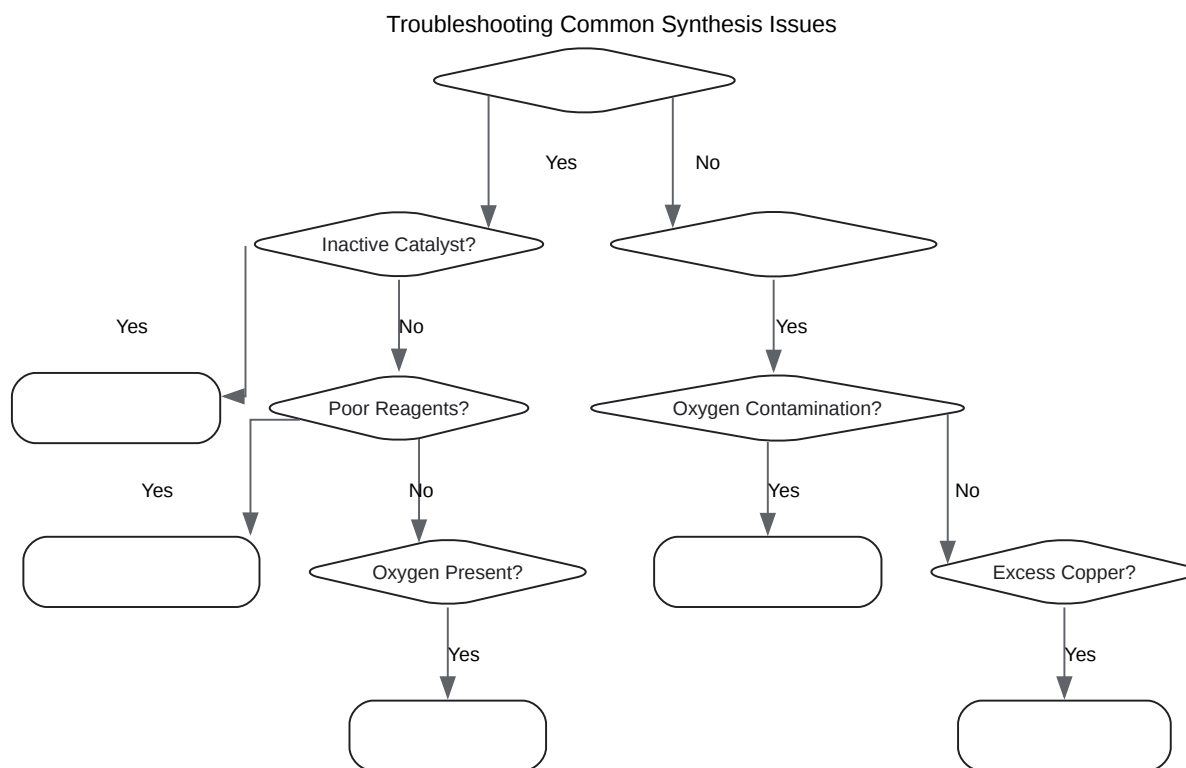 Troubleshooting Common Synthesis Issues
Yes
No
Inactive Catalyst?
Yes
No
Yes
Poor Reagents?
Oxygen Contamination?
Yes
No
Yes
No
Oxygen Present?
Excess Copper?
Yes
Yes